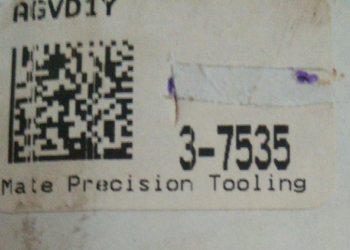 AGVD1Y
3-7535
Mate Precision Tooling